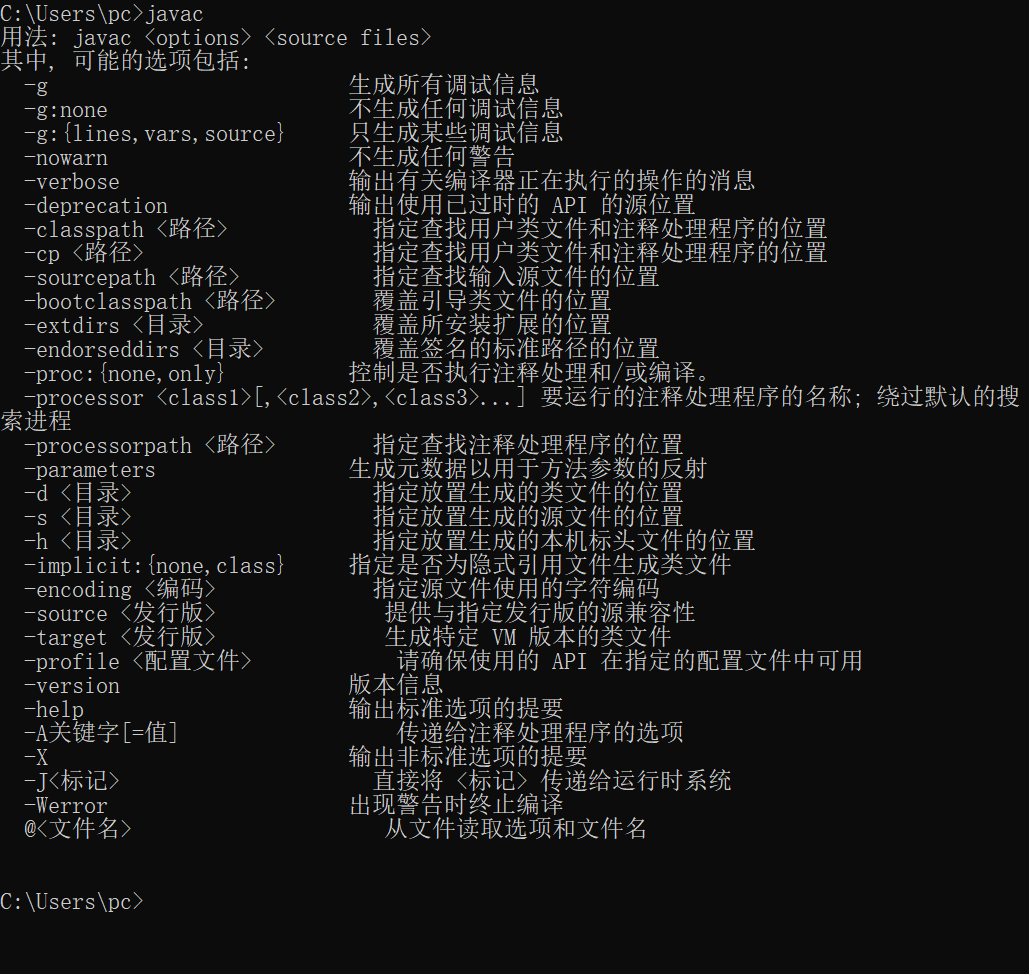 C:\Users\pc>javac
用法: javac <options> <source files>
其中, 可能的选项包括:
  -g                         生成所有调试信息
  -g:none                    不生成任何调试信息
  -g:{lines,vars,source}     只生成某些调试信息
  -nowarn                    不生成任何警告
  -verbose                   输出有关编译器正在执行的操作的消息
  -deprecation               输出使用已过时的 API 的源位置
  -classpath <路径>            指定查找用户类文件和注释处理程序的位置
  -cp <路径>                   指定查找用户类文件和注释处理程序的位置
  -sourcepath <路径>           指定查找输入源文件的位置
  -bootclasspath <路径>        覆盖引导类文件的位置
  -extdirs <目录>              覆盖所安装扩展的位置
  -endorseddirs <目录>         覆盖签名的标准路径的位置
  -proc:{none,only}          控制是否执行注释处理和/或编译。
  -processor <class1>[,<class2>,<class3>...] 要运行的注释处理程序的名称; 绕过默认的搜
索进程
  -processorpath <路径>        指定查找注释处理程序的位置
  -parameters                生成元数据以用于方法参数的反射
  -d <目录>                    指定放置生成的类文件的位置
  -s <目录>                    指定放置生成的源文件的位置
  -h <目录>                    指定放置生成的本机标头文件的位置
  -implicit:{none,class}     指定是否为隐式引用文件生成类文件
  -encoding <编码>             指定源文件使用的字符编码
  -source <发行版>              提供与指定发行版的源兼容性
  -target <发行版>              生成特定 VM 版本的类文件
  -profile <配置文件>            请确保使用的 API 在指定的配置文件中可用
  -version                   版本信息
  -help                      输出标准选项的提要
  -A关键字[=值]                  传递给注释处理程序的选项
  -X                         输出非标准选项的提要
  -J<标记>                     直接将 <标记> 传递给运行时系统
  -Werror                    出现警告时终止编译
  @<文件名>                     从文件读取选项和文件名
C:\Users\pc>